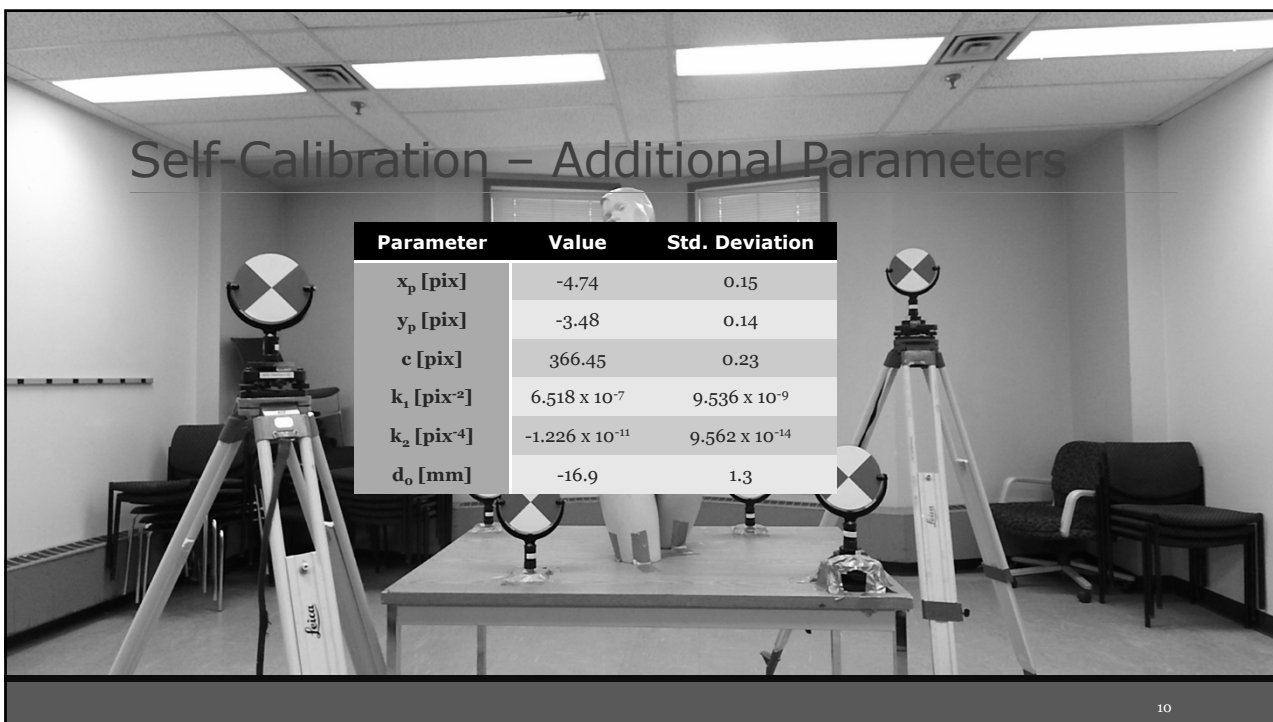 Self-Calibration – Additional Parameters
Parameter Value Std. Deviation
xₚ [pix] -4.74 0.15
yₚ [pix] -3.48 0.14
c [pix] 366.45 0.23
k₁ [pix⁻²] 6.518 x 10⁻⁷ 9.536 x 10⁻⁹
k₂ [pix⁻⁴] -1.226 x 10⁻¹¹ 9.562 x 10⁻¹⁴
d₀ [mm] -16.9 1.3
Leica
Leica
10